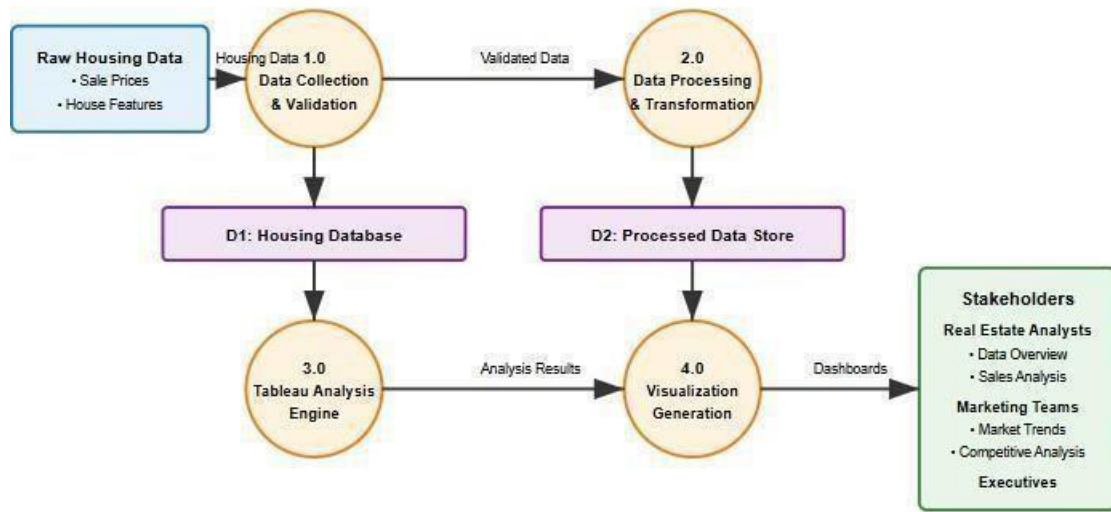 Raw Housing Data
• Sale Prices
• House Features
Housing Data
1.0
Data Collection
& Validation
Validated Data
2.0
Data Processing
& Transformation
D1: Housing Database
D2: Processed Data Store
3.0
Tableau Analysis
Engine
Analysis Results
4.0
Visualization
Generation
Dashboards
Stakeholders
Real Estate Analysts
• Data Overview
• Sales Analysis
Marketing Teams
• Market Trends
• Competitive Analysis
Executives